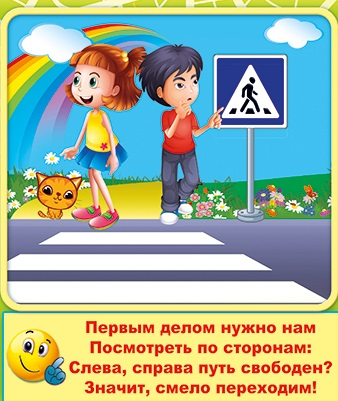 Первым делом нужно нам
Посмотреть по сторонам:
Слева, справа путь свободен?
Значит, смело переходим!